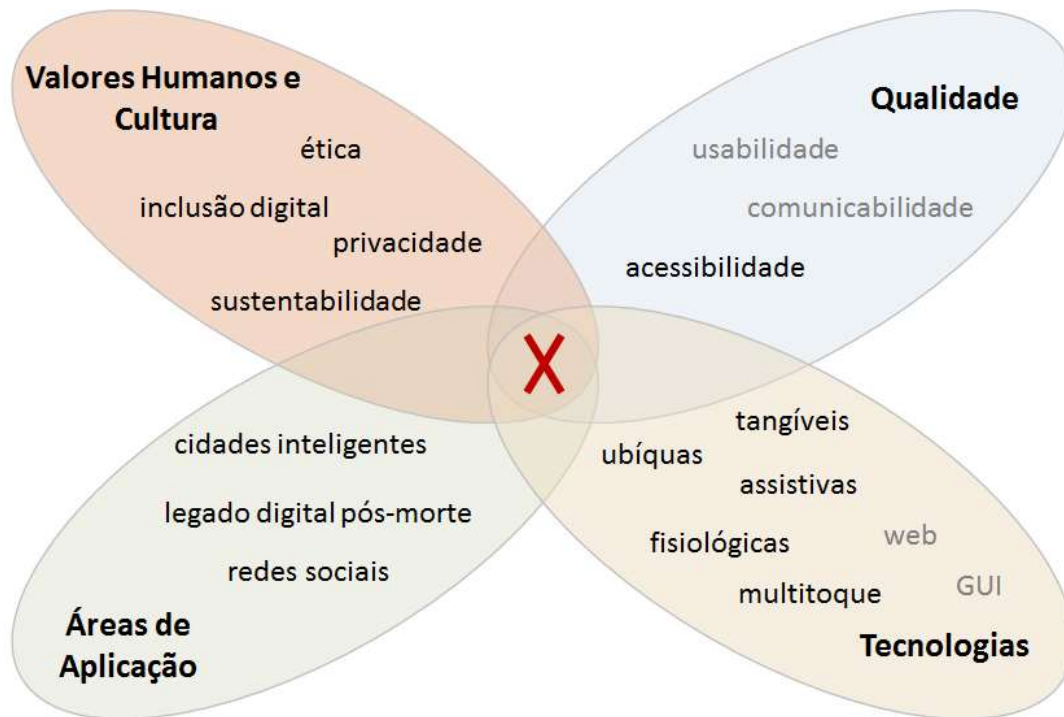 Valores Humanos e
Cultura
ética
inclusão digital
privacidade
sustentabilidade
Qualidade
usabilidade
comunicabilidade
acessibilidade
X
cidades inteligentes
legado digital pós-morte
redes sociais
Áreas de
Aplicação
tangíveis
ubíquas
assistivas
web
fisiológicas
GUI
multitoque
Tecnologias